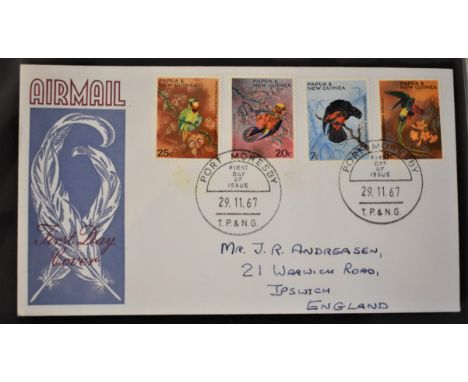 AIRMAIL
PAPUA & NEW GUINEA
25c
PAPUA & NEW GUINEA
20c
PAPUA & NEW GUINEA
7c
PAPUA & NEW GUINEA
PORT MORESBY
FIRST
DAY
OF
ISSUE
29.11.67
T.P.&N.G.
PORT MORESBY
FIRST
DAY
OF
ISSUE
29.11.67
T.P.&N.G.
First Day
Cover
MR. J. R. ANDREASEN,
21 WARWICK ROAD,
IPSWICH
ENGLAND